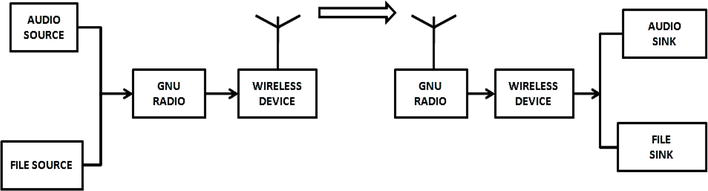 AUDIO
SOURCE
FILE SOURCE
GNU
RADIO
WIRELESS
DEVICE
GNU
RADIO
WIRELESS
DEVICE
AUDIO
SINK
FILE
SINK